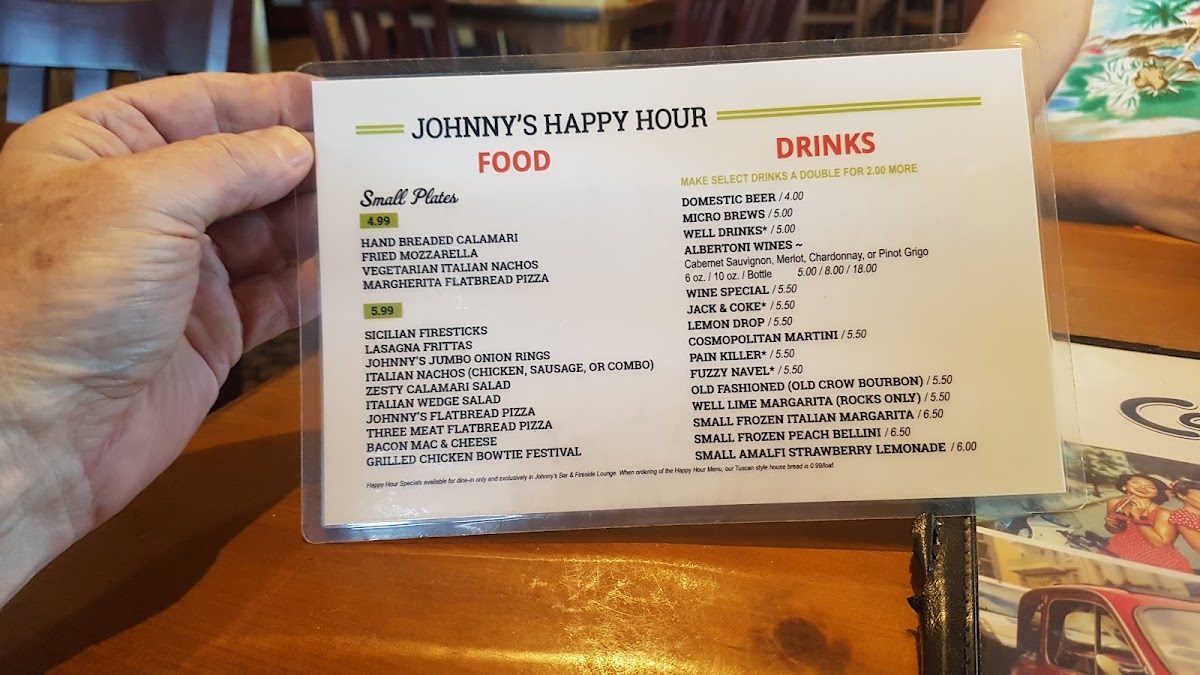 JOHNNY'S HAPPY HOUR
FOOD
Small Plates
4.99
HAND BREADED CALAMARI
FRIED MOZZARELLA
VEGETARIAN ITALIAN NACHOS
MARGHERITA FLATBREAD PIZZA
5.99
SICILIAN FIRESTICKS
LASAGNA FRITTAS
JOHNNY'S JUMBO ONION RINGS
ITALIAN NACHOS (CHICKEN, SAUSAGE, OR COMBO)
ZESTY CALAMARI SALAD
ITALIAN WEDGE SALAD
JOHNNY'S FLATBREAD PIZZA
THREE MEAT FLATBREAD PIZZA
BACON MAC & CHEESE
GRILLED CHICKEN BOWTIE FESTIVAL
DRINKS
MAKE SELECT DRINKS A DOUBLE FOR 2.00 MORE
DOMESTIC BEER / 4.00
MICRO BREWS / 5.00
WELL DRINKS* / 5.00
ALBERTONI WINES ~
Cabernet Sauvignon, Merlot, Chardonnay, or Pinot Grigo
6 oz. / 10 oz. / Bottle 5.00 / 8.00 / 18.00
WINE SPECIAL / 5.50
JACK & COKE* / 5.50
LEMON DROP / 5.50
COSMOPOLITAN MARTINI / 5.50
PAIN KILLER* / 5.50
FUZZY NAVEL* / 5.50
OLD FASHIONED (OLD CROW BOURBON) / 5.50
WELL LIME MARGARITA (ROCKS ONLY) / 5.50
SMALL FROZEN ITALIAN MARGARITA / 6.50
SMALL FROZEN PEACH BELLINI / 6.50
SMALL AMALFI STRAWBERRY LEMONADE / 6.00
Happy Hour Specials available for dine-in only and exclusively in Johnny's Bar & Fireside Lounge. When ordering of the Happy Hour Menu, our Tuscan style house bread is 0.99/loaf.